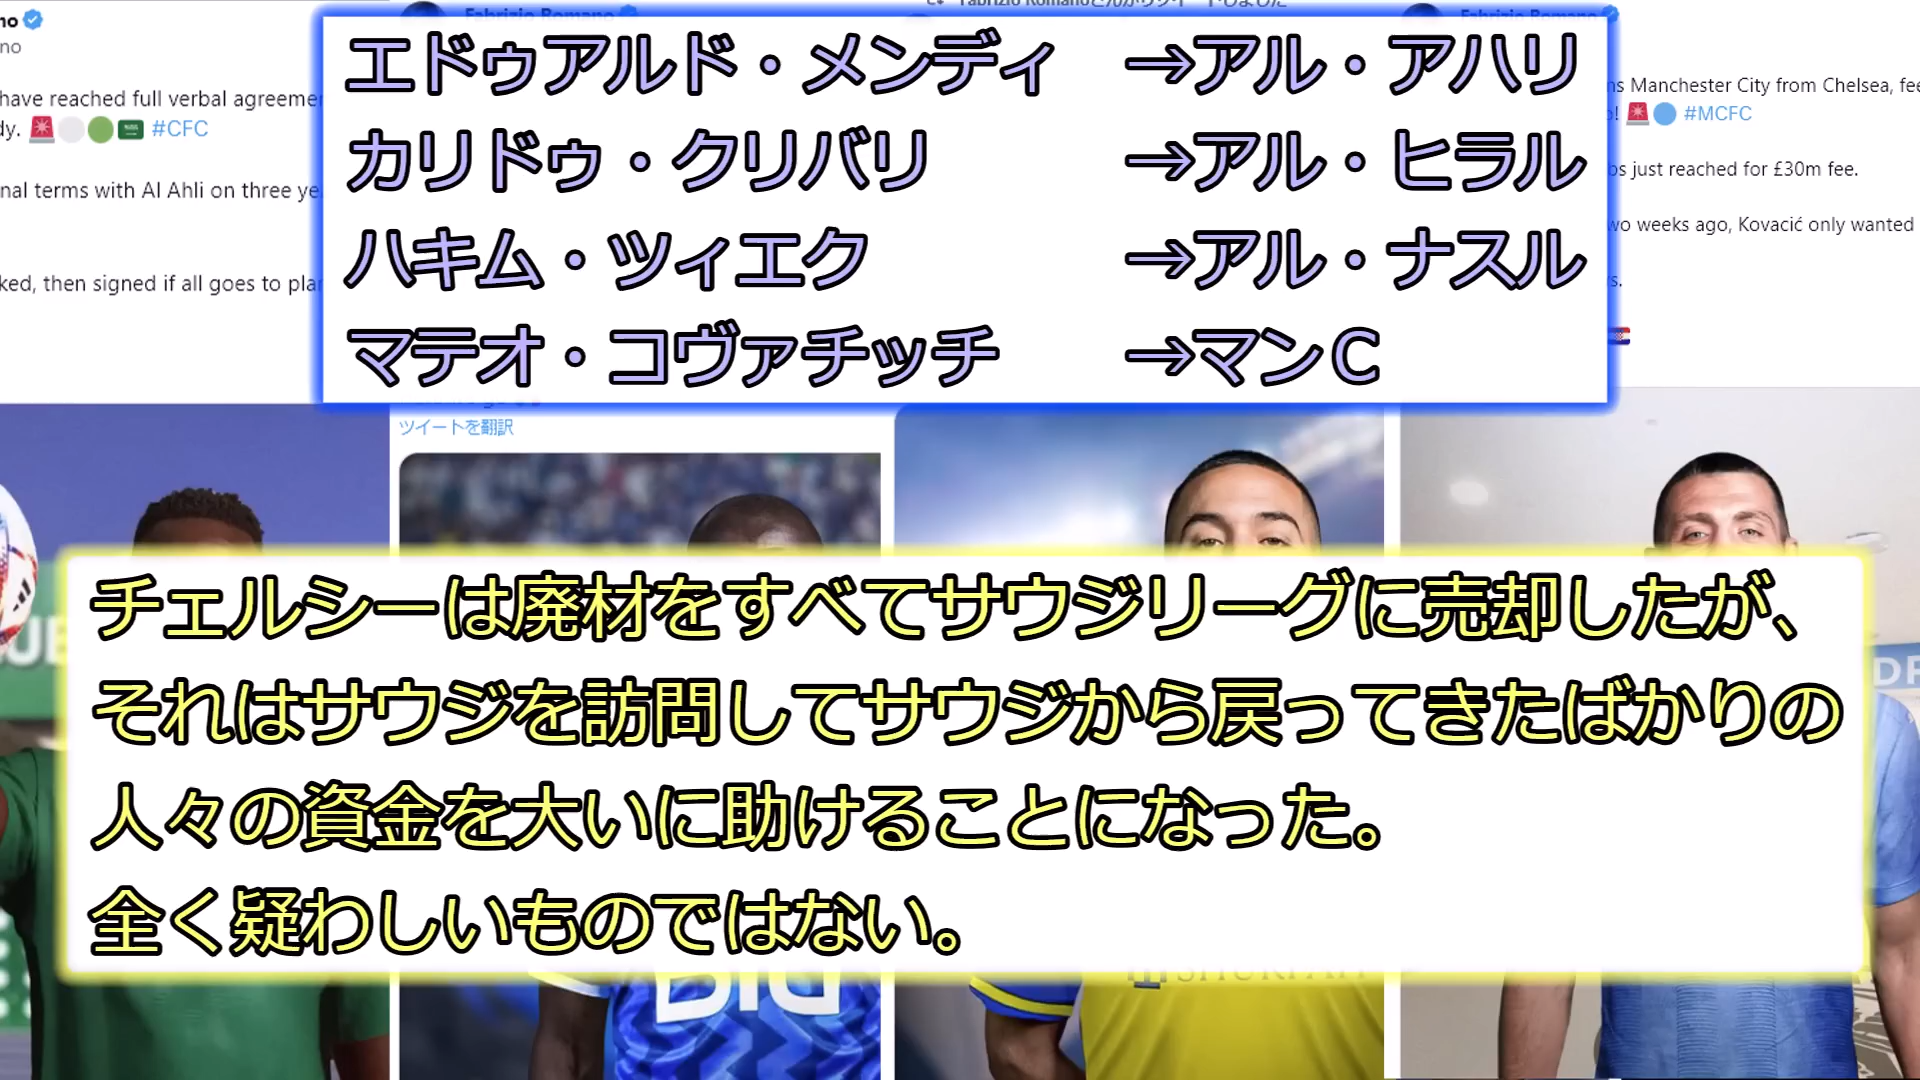 エドゥアルド・メンディ →アル・アハリ
カリドゥ・クリバリ →アル・ヒラル
ハキム・ツィエク →アル・ナスル
マテオ・コヴァチッチ →マンC
チェルシーは廃材をすべてサウジリーグに売却したが、
それはサウジを訪問してサウジから戻ってきたばかりの
人々の資金を大いに助けることになった。
全く疑わしいものではない。
have reached full verbal
#CFC
terms with Al Ahli on three
then signed if all goes to
Fabrizio Romano
ツイートを翻訳
Fabrizio Romano
Fabrizio Romano
Manchester City from Chelsea,
#MCFC
just reached for £30m fee.
weeks ago, Kovacić only wanted